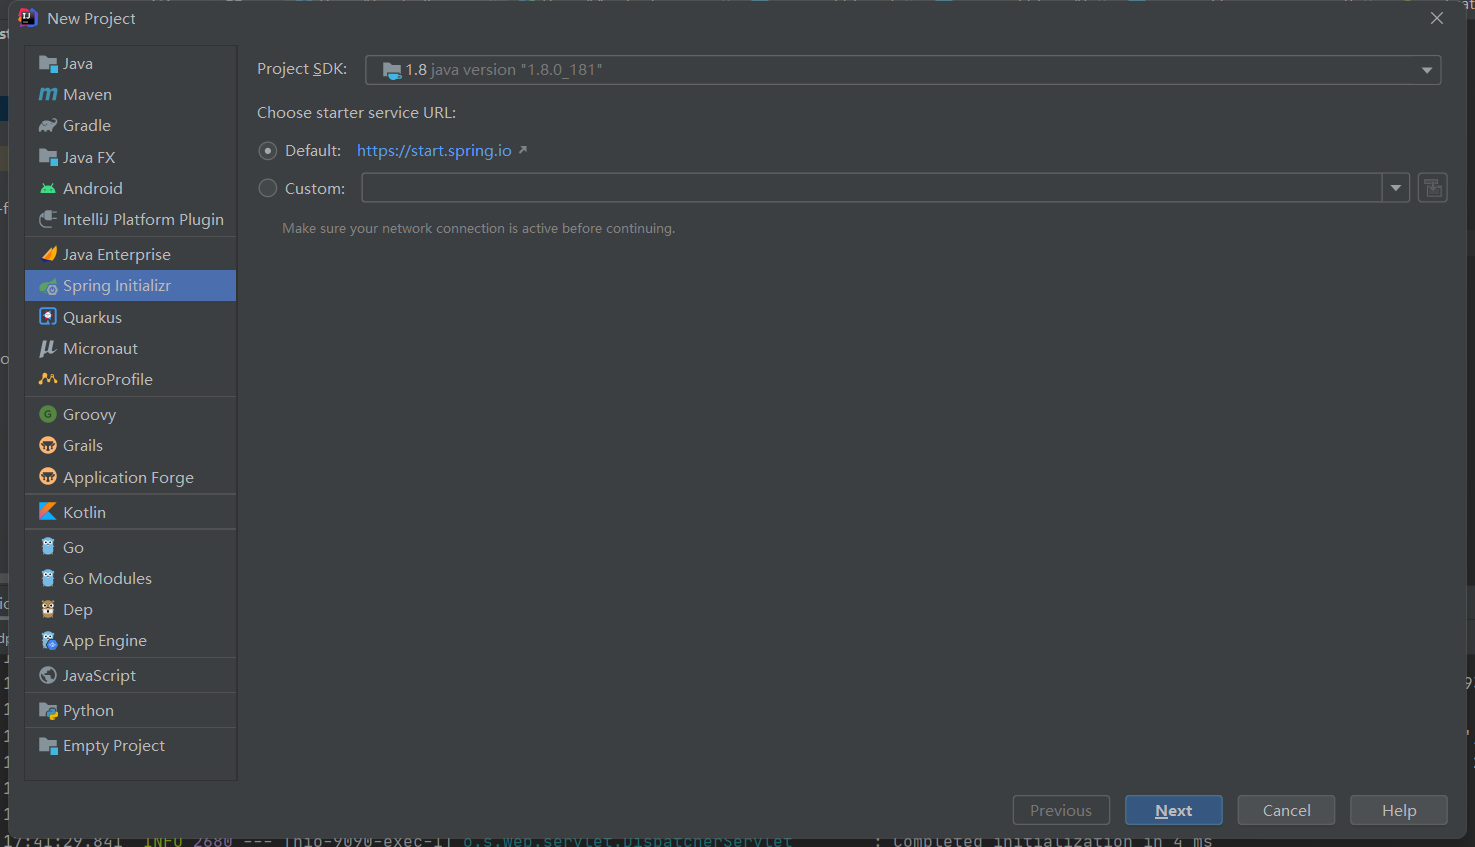 New Project
Java
Maven
Gradle
Java FX
Android
IntelliJ Platform Plugin
Java Enterprise
Spring Initializr
Quarkus
Micronaut
MicroProfile
Groovy
Grails
Application Forge
Kotlin
Go
Go Modules
Dep
App Engine
JavaScript
Python
Empty Project
Project SDK: 1.8 java version "1.8.0_181"
Choose starter service URL:
Default: https://start.spring.io
Custom:
Make sure your network connection is active before continuing.
Previous Next Cancel Help
17:41:29.841 INFO 2680 --- [nio-9090-exec-1] o.s.web.servlet.DispatcherServlet : Completed initialization in 4 ms